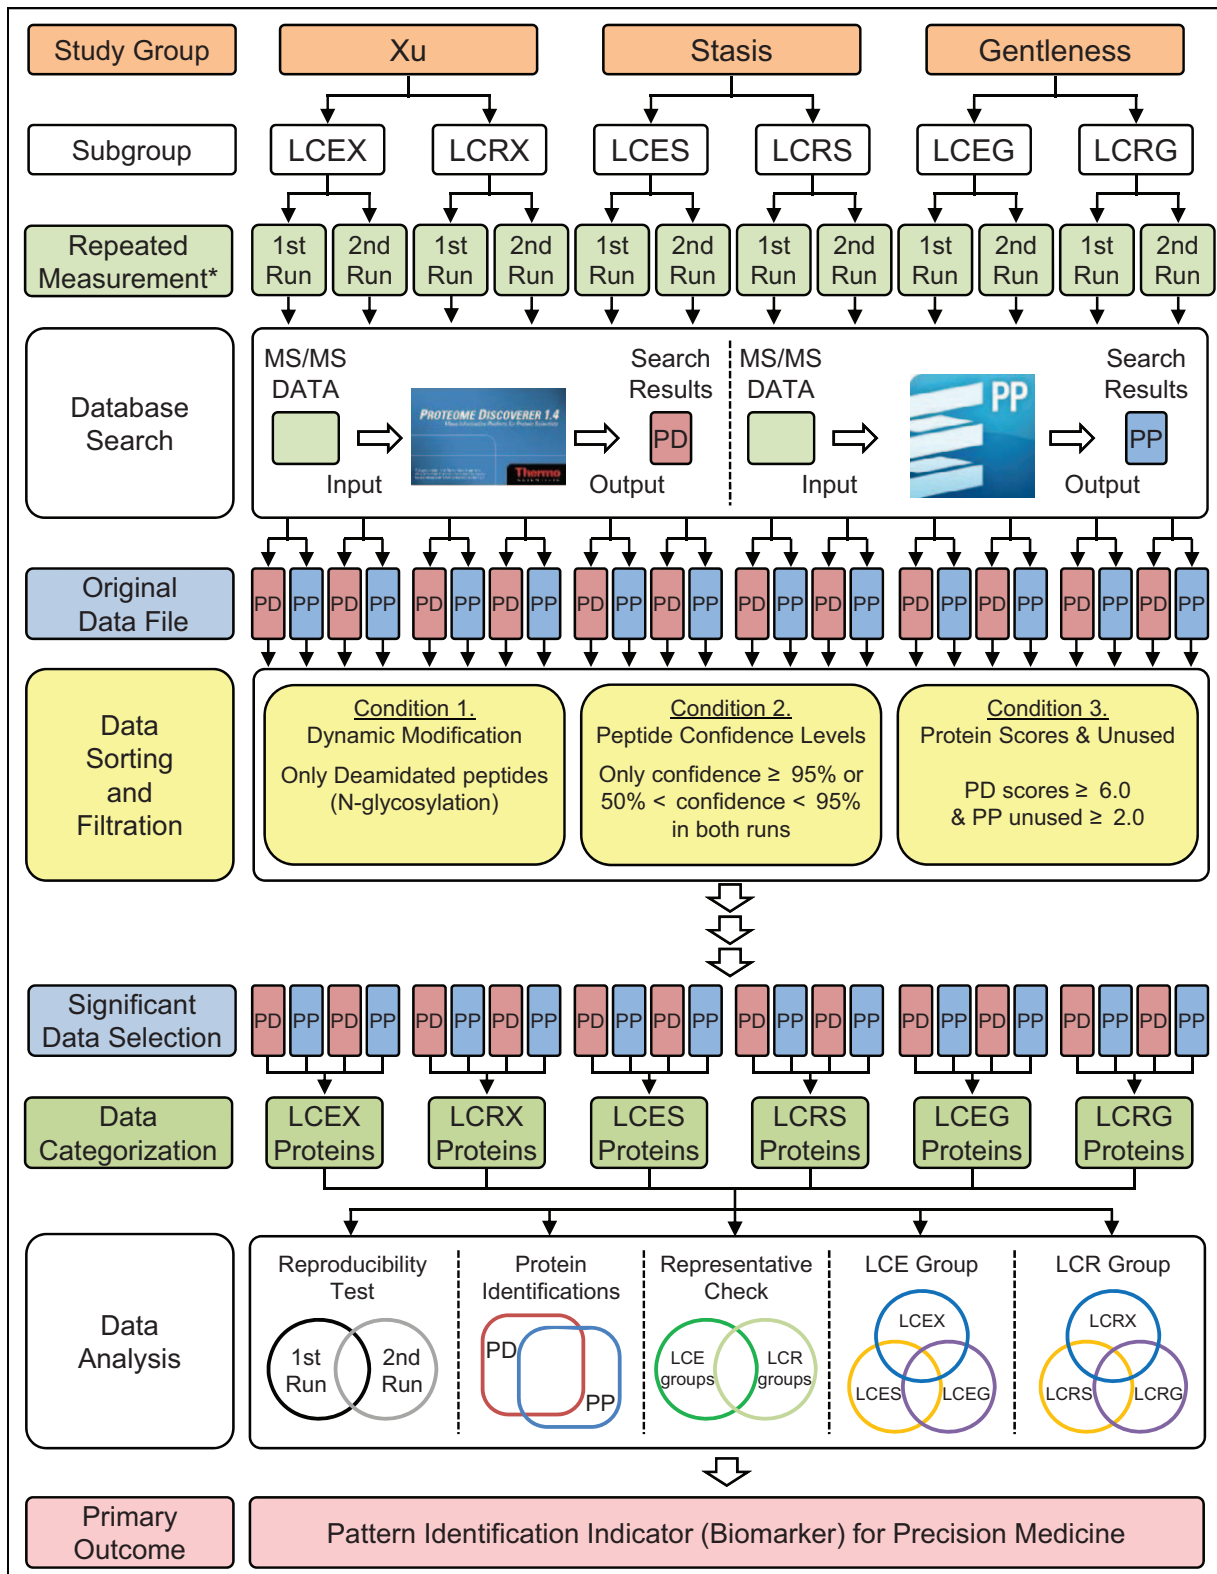 Study Group
Xu
Stasis
Gentleness
Subgroup
LCEX
LCRX
LCES
LCRS
LCEG
LCRG
Repeated
Measurement*
1st
Run
2nd
Run
1st
Run
2nd
Run
1st
Run
2nd
Run
1st
Run
2nd
Run
1st
Run
2nd
Run
1st
Run
2nd
Run
Database
Search
MS/MS
DATA
Input
PROTEOME DISCOVERER 1.4
Thermo
SCIENTIFIC
Search
Results
PD
Output
MS/MS
DATA
Input
PP
Search
Results
PP
Output
Original
Data File
PD PP PD PP PD PP PD PP PD PP PD PP PD PP PD PP PD PP PD PP PD PP PD PP
Data
Sorting
and
Filtration
Condition 1.
Dynamic Modification
Only Deamidated peptides
(N-glycosylation)
Condition 2.
Peptide Confidence Levels
Only confidence ≥ 95% or
50% < confidence < 95%
in both runs
Condition 3.
Protein Scores & Unused
PD scores ≥ 6.0
& PP unused ≥ 2.0
Significant
Data Selection
PD PP PD PP PD PP PD PP PD PP PD PP PD PP PD PP PD PP PD PP PD PP PD PP
Data
Categorization
LCEX
Proteins
LCRX
Proteins
LCES
Proteins
LCRS
Proteins
LCEG
Proteins
LCRG
Proteins
Data
Analysis
Reproducibility
Test
1st
Run
2nd
Run
Protein
Identifications
PD
PP
Representative
Check
LCE
groups
LCR
groups
LCE Group
LCEX
LCES
LCEG
LCR Group
LCRX
LCRS
LCRG
Primary
Outcome
Pattern Identification Indicator (Biomarker) for Precision Medicine